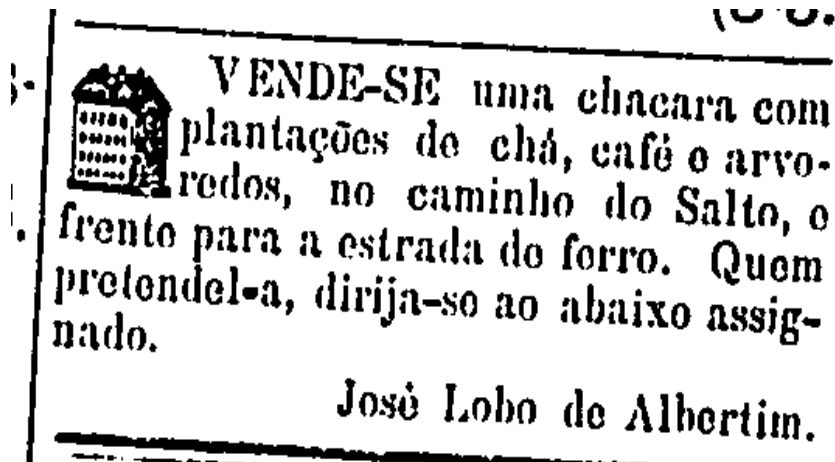 VENDE-SE uma chacara com
plantações de chá, café e arvo-
redos, no caminho do Salto, e
frente para a estrada de ferro. Quem
pretendel-a, dirija-se ao abaixo assig-
nado.
José Lobo de Albertim.